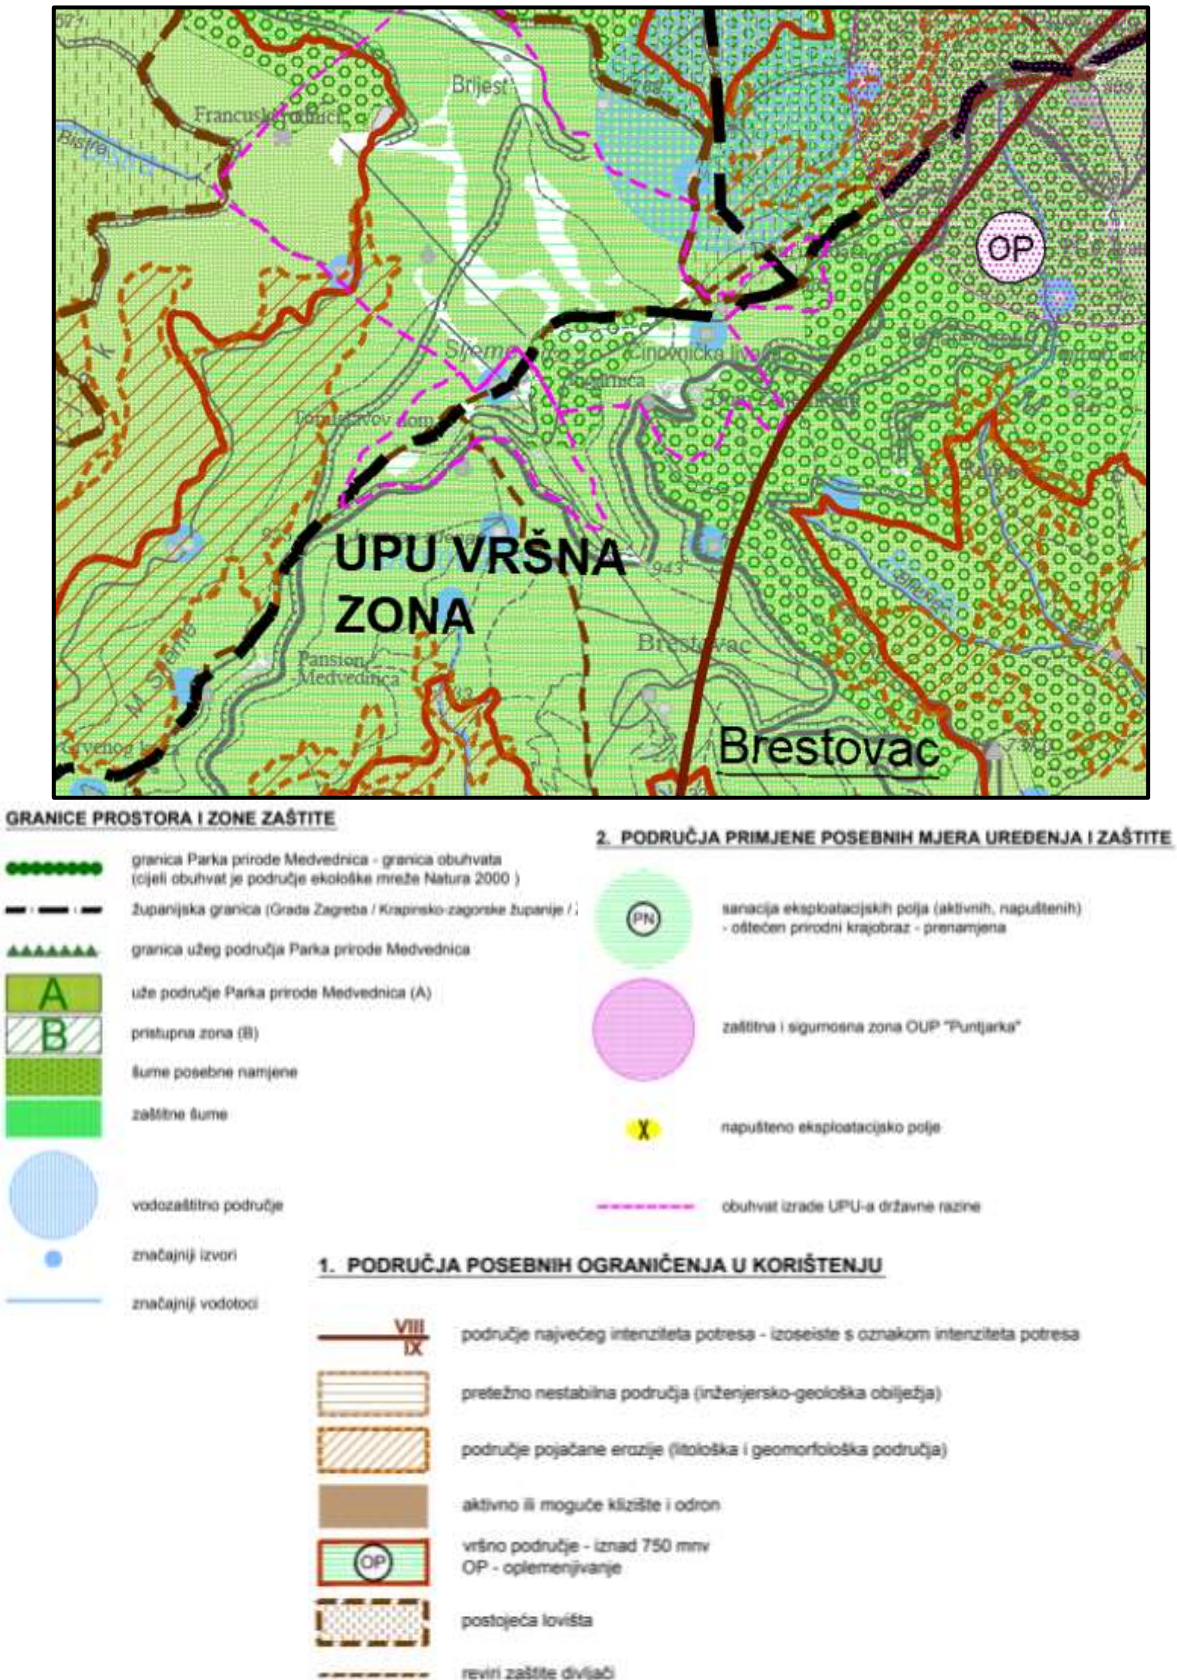 Brijest
Bistra
OP
Sljeme
Činovnička livada
Tomislavov dom
UPU VRŠNA
ZONA
943
Brestovac
Pansion
Medvednica
M. Sljeme
Brestovac
GRANICE PROSTORA I ZONE ZAŠTITE
granica Parka prirode Medvednica - granica obuhvata
(cijeli obuhvat je područje ekološke mreže Natura 2000 )
županijska granica (Grada Zagreba / Krapinsko-zagorske županije /
granica užeg područja Parka prirode Medvednica
A
uže područje Parka prirode Medvednica (A)
B
pristupna zona (B)
šume posebne namjene
zaštitne šume
vodozaštitno područje
značajniji izvori
značajniji vodotoci
2. PODRUČJA PRIMJENE POSEBNIH MJERA UREĐENJA I ZAŠTITE
PN
sanacija eksploatacijskih polja (aktivnih, napuštenih)
- oštećen prirodni krajobraz - prenamjena
zaštitna i sigurnosna zona OUP "Puntjarka"
X
napušteno eksploatacijsko polje
obuhvat izrade UPU-a državne razine
1. PODRUČJA POSEBNIH OGRANIČENJA U KORIŠTENJU
VIII
IX
područje najvećeg intenziteta potresa - izoseiste s oznakom intenziteta potresa
pretežno nestabilna područja (inženjersko-geološka obilježja)
područje pojačane erozije (litološka i geomorfološka područja)
aktivno ili moguće klizište i odron
OP
vršno područje - iznad 750 mnv
OP - oplemenjivanje
postojeća lovišta
reviri zaštite divljači